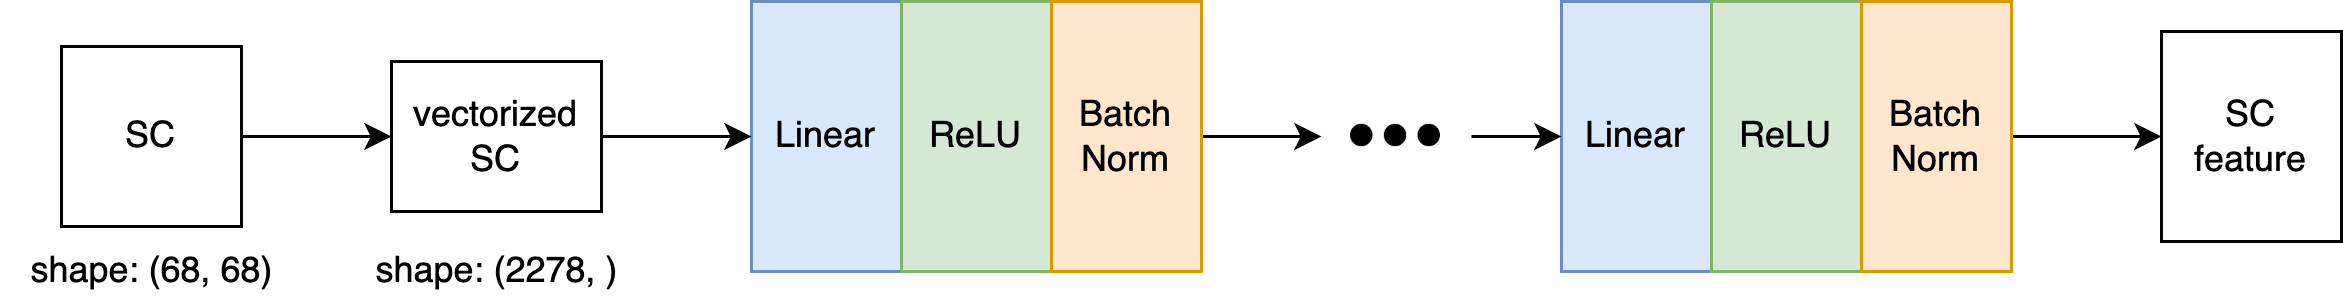 SC
shape: (68, 68)
vectorized
SC
shape: (2278, )
Linear
ReLU
Batch
Norm
Linear
ReLU
Batch
Norm
SC
feature